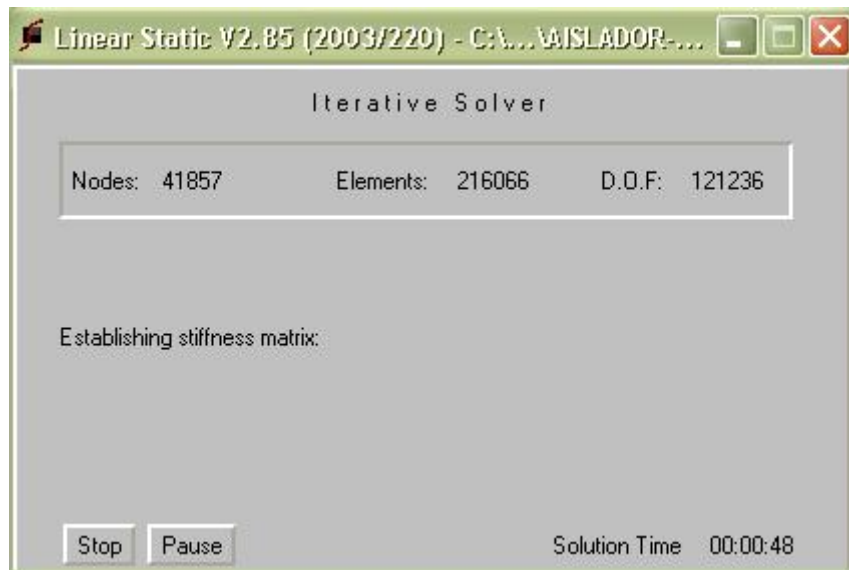 Linear Static V2.85 (2003/220) - C:\...\AISLADOR-...
Iterative Solver
Nodes: 41857 Elements: 216066 D.O.F: 121236
Establishing stiffness matrix:
Stop Pause Solution Time 00:00:48